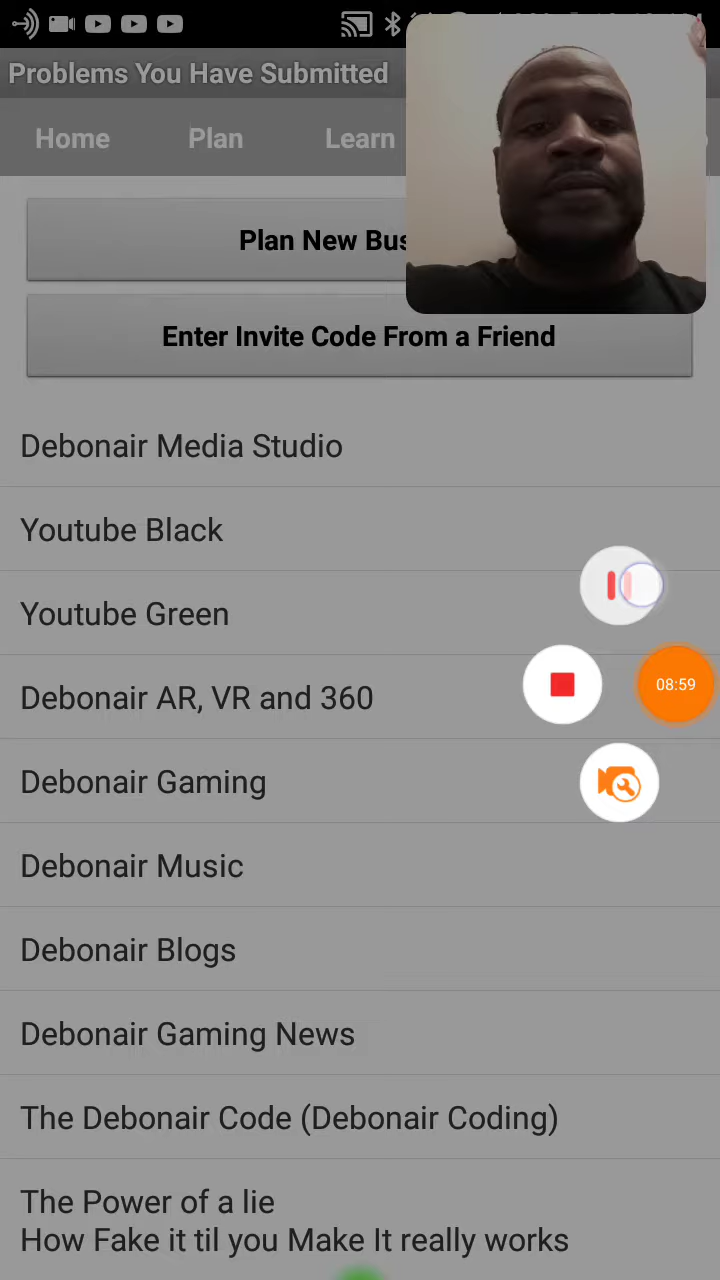 Problems You Have Submitted
Home Plan Learn
Plan New Bus
Enter Invite Code From a Friend
Debonair Media Studio
Youtube Black
Youtube Green
08:59
Debonair AR, VR and 360
Debonair Gaming
Debonair Music
Debonair Blogs
Debonair Gaming News
The Debonair Code (Debonair Coding)
The Power of a lie
How Fake it til you Make It really works